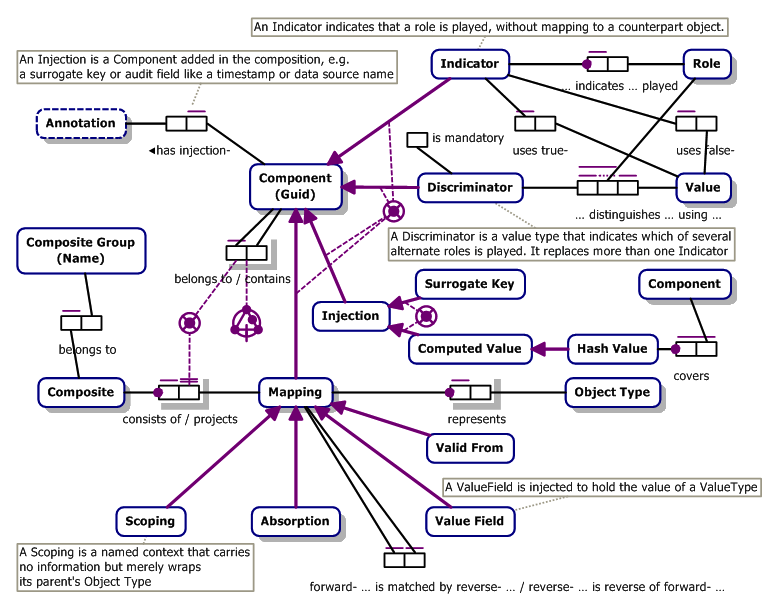 An Indicator indicates that a role is played, without mapping to a counterpart object.
An Injection is a Component added in the composition, e.g.
a surrogate key or audit field like a timestamp or data source name
Indicator
Role
... indicates ... played
Annotation
is mandatory
uses true-
uses false-
◄has injection-
Component
(Guid)
Discriminator
Value
... distinguishes ... using ...
Composite Group
(Name)
A Discriminator is a value type that indicates which of several
alternate roles is played. It replaces more than one Indicator
belongs to / contains
Surrogate Key
Component
Injection
belongs to
Computed Value
Hash Value
covers
Composite
Mapping
Object Type
consists of / projects
represents
Valid From
A ValueField is injected to hold the value of a ValueType
Scoping
Absorption
Value Field
A Scoping is a named context that carries
no information but merely wraps
its parent's Object Type
forward- ... is matched by reverse- ... / reverse- ... is reverse of forward- ...